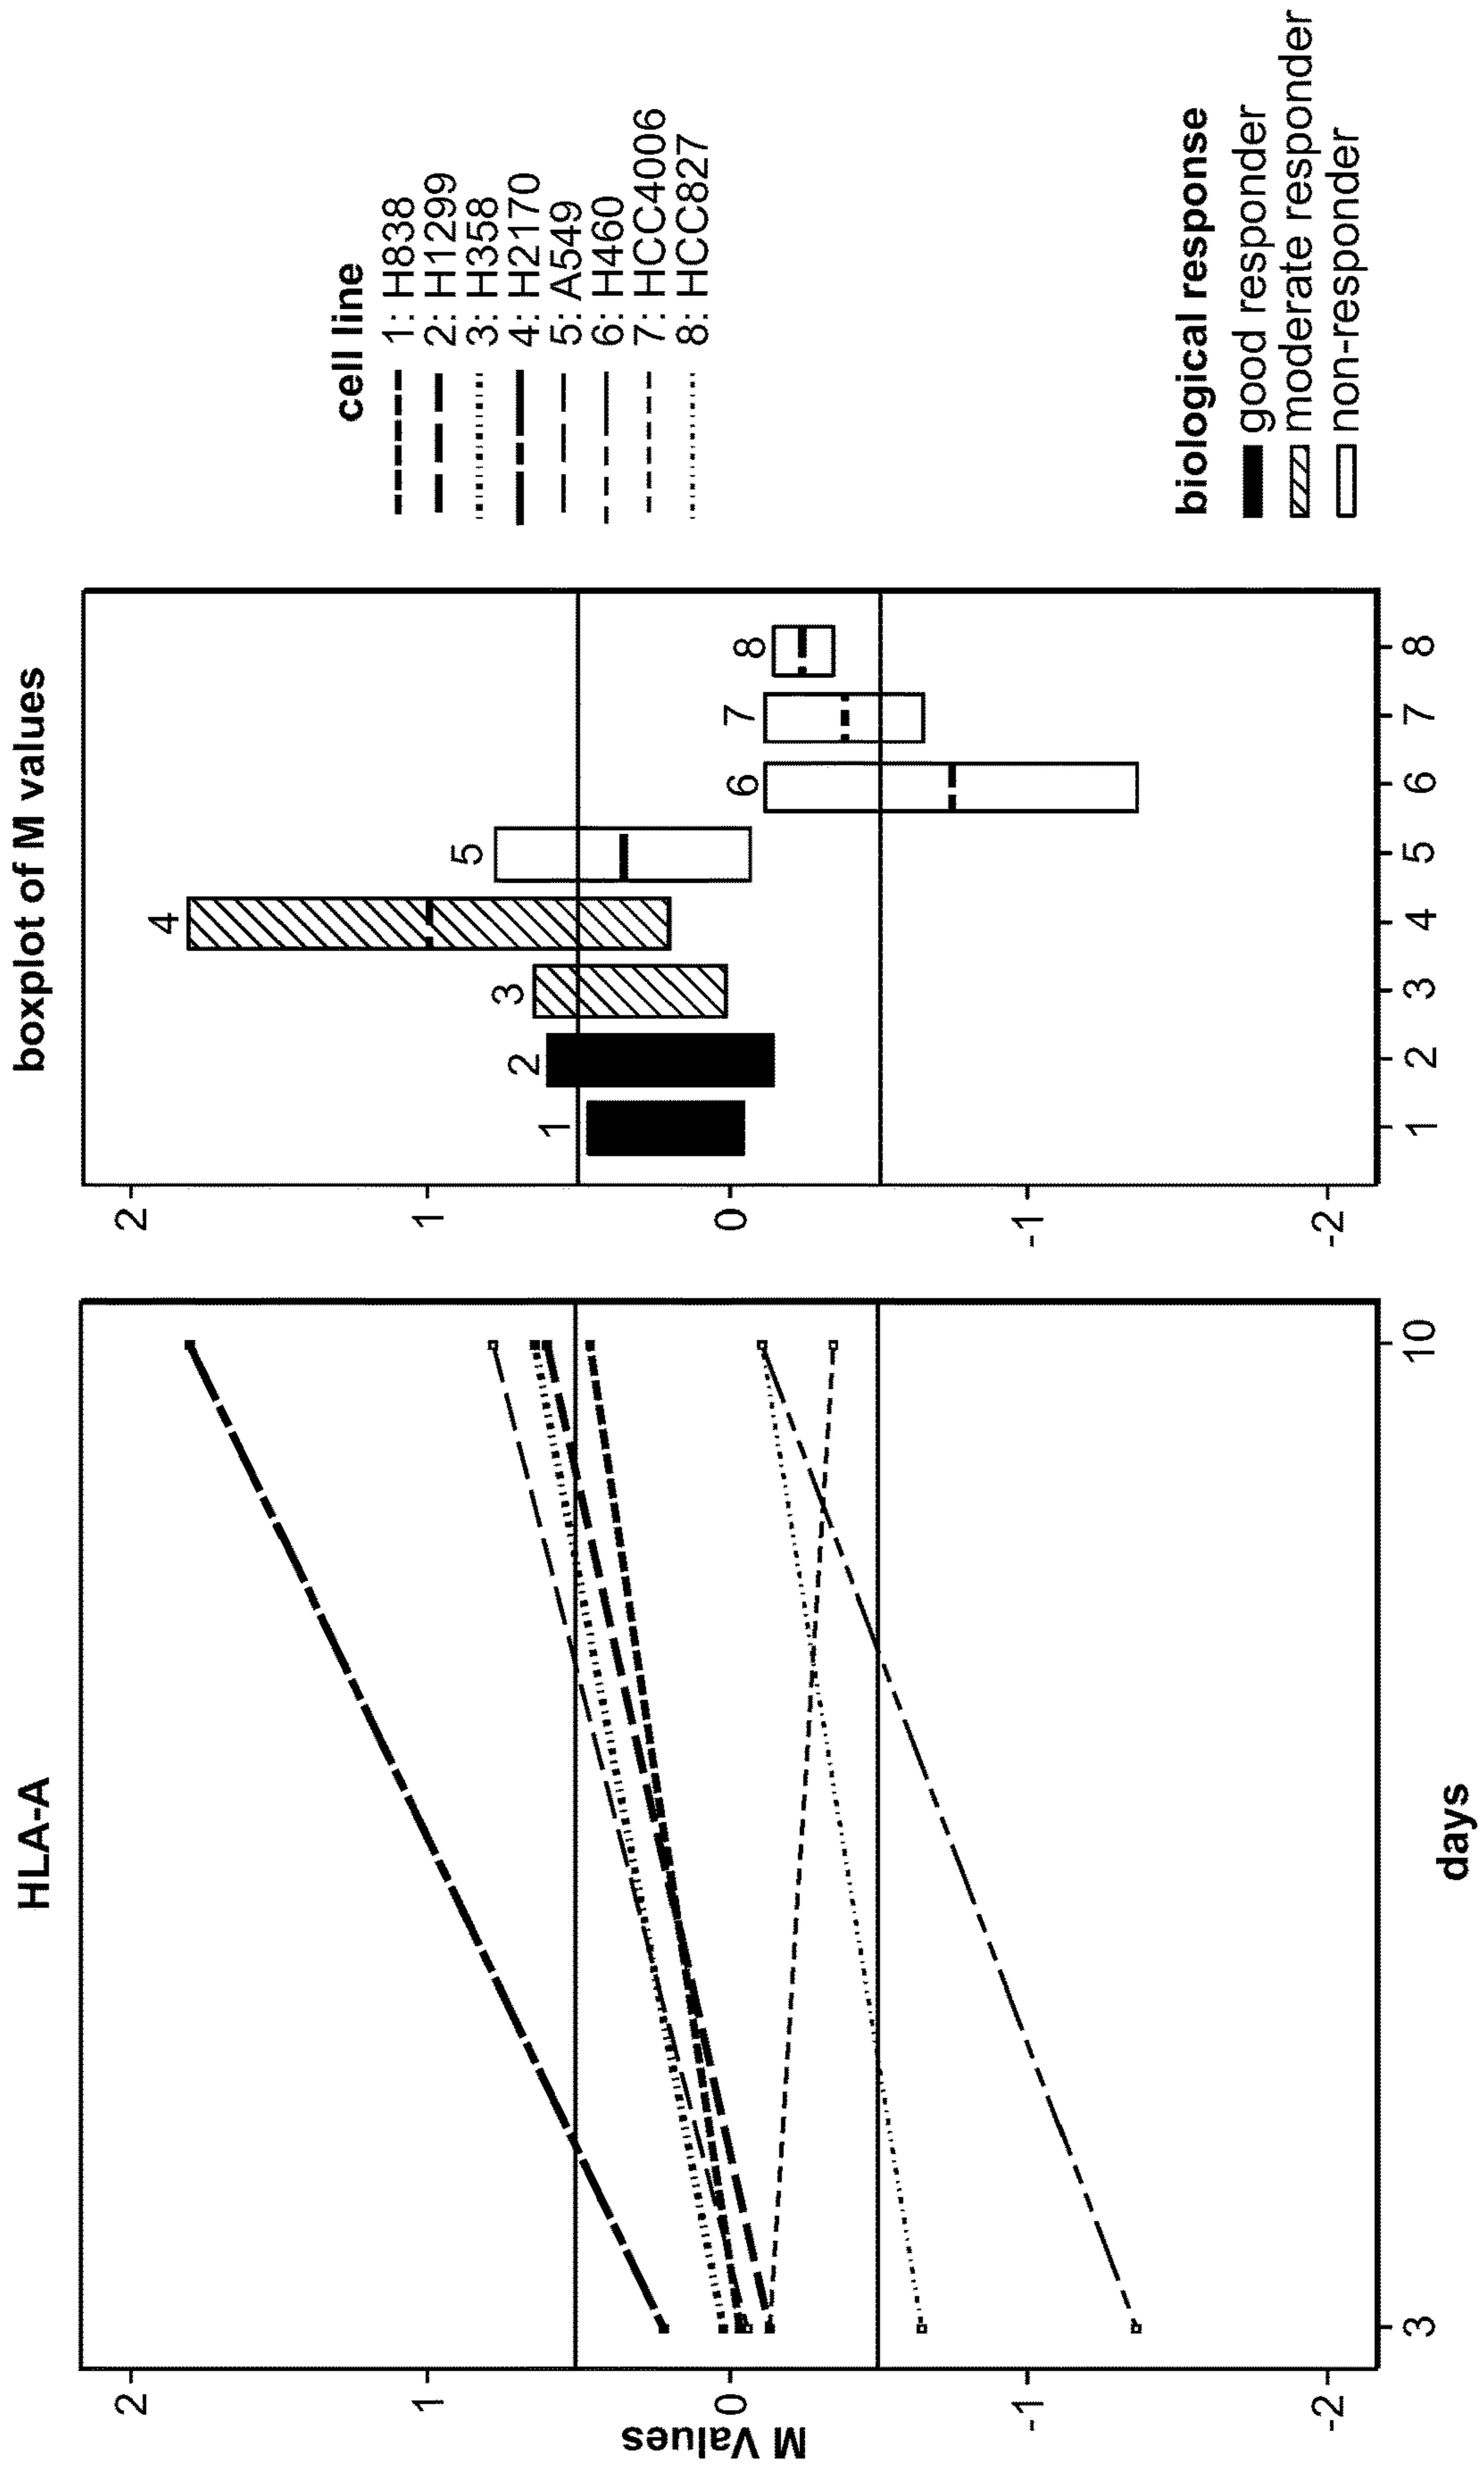 HLA-A
M Values
2
1
0
-1
-2
3
10
days
boxplot of M values
2
1
0
-1
-2
1
2
3
4
5
6
7
8
1
2
3
4
5
6
7
8
cell line
1: H838
2: H1299
3: H358
4: H2170
5: A549
6: H460
7: HCC4006
8: HCC827
biological response
good responder
moderate responder
non-responder